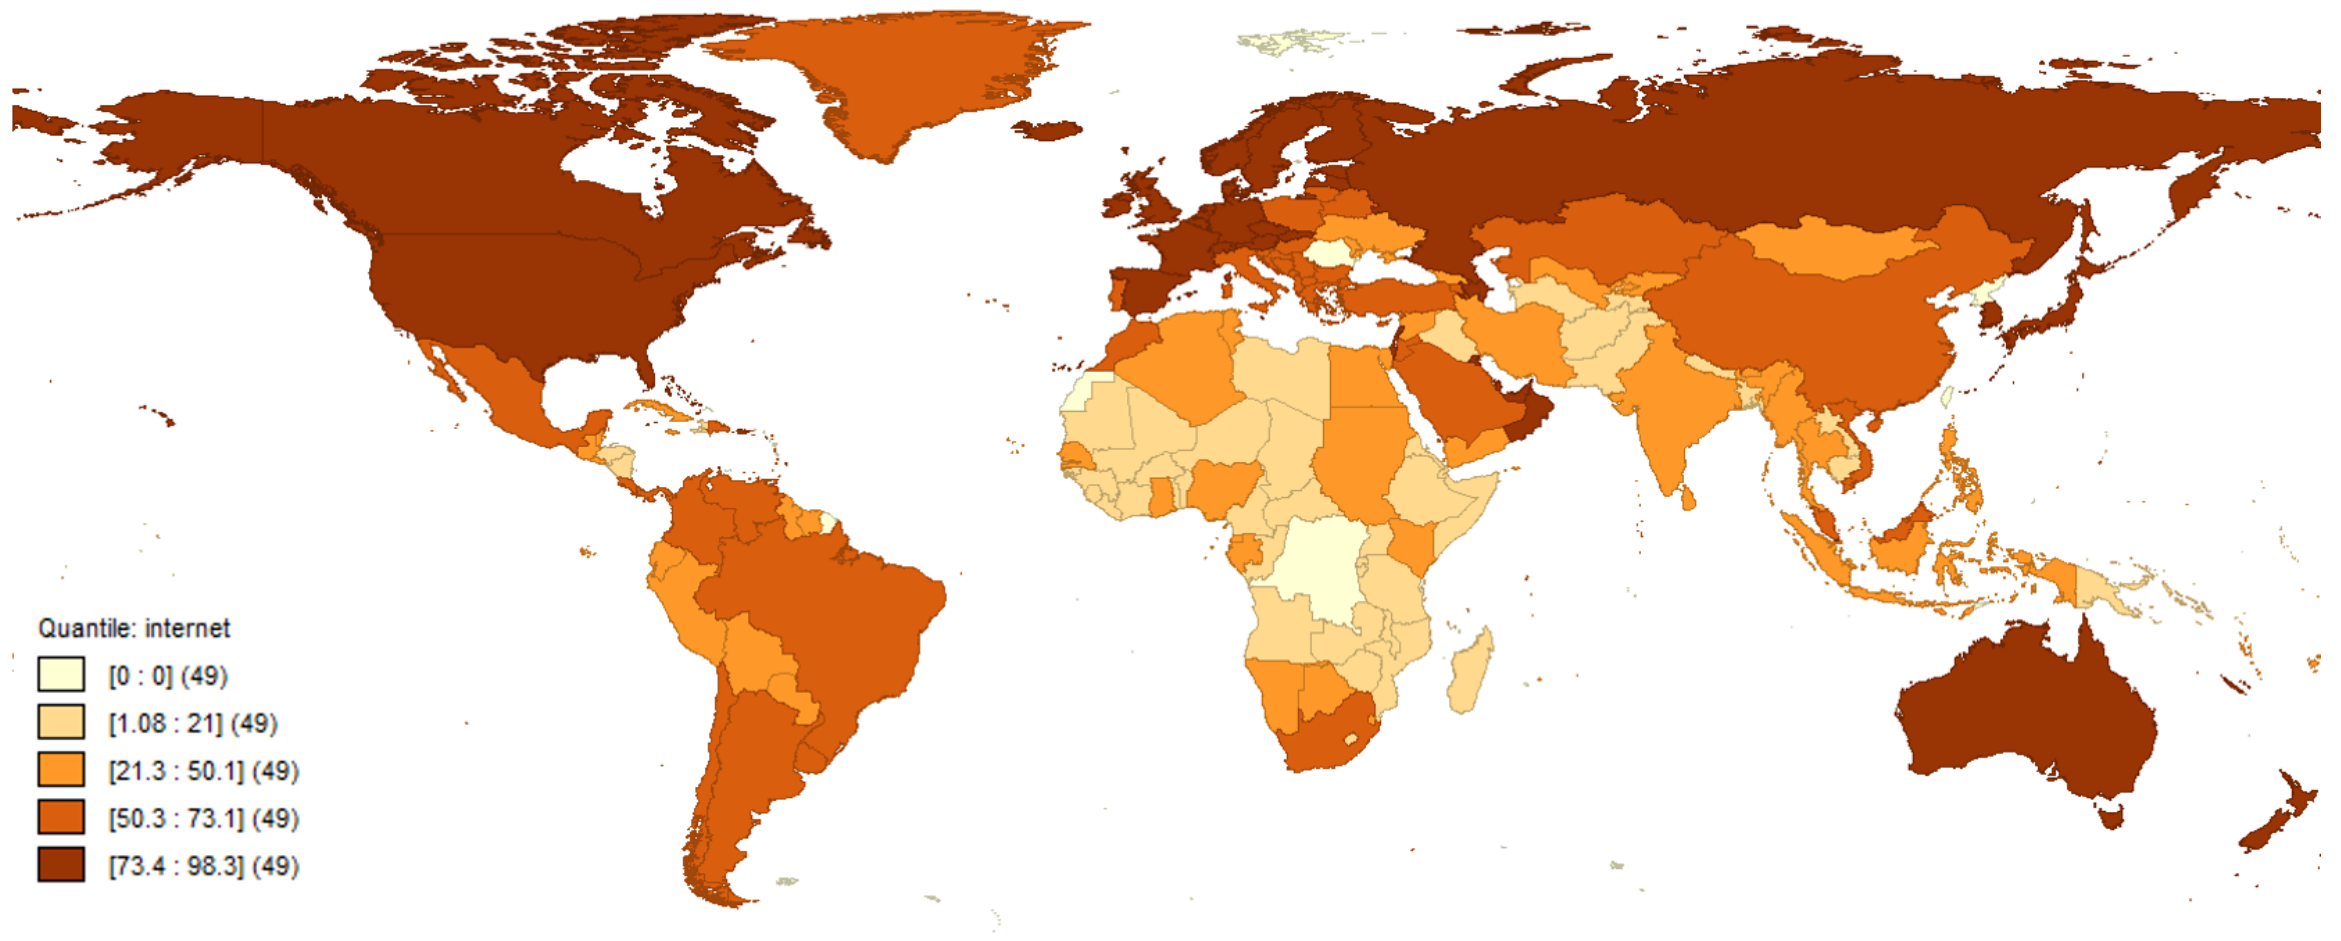 Quantile: internet
[0 : 0] (49)
[1.08 : 21] (49)
[21.3 : 50.1] (49)
[50.3 : 73.1] (49)
[73.4 : 98.3] (49)